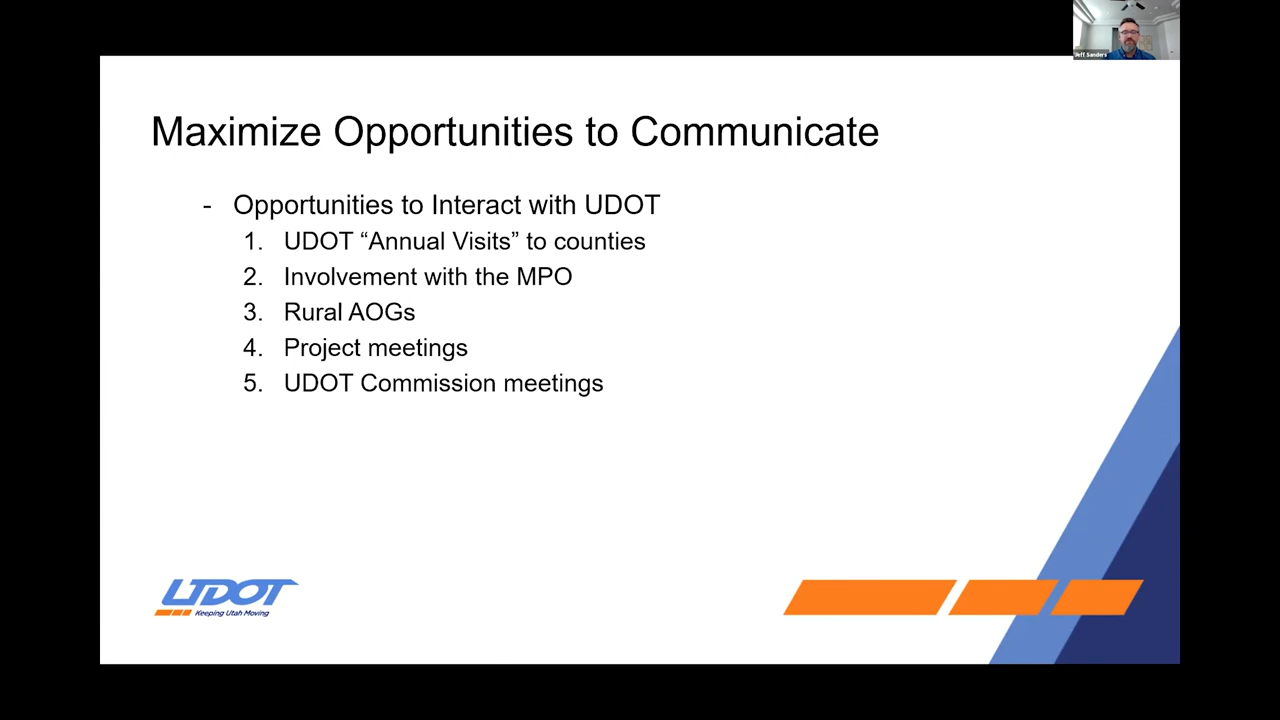 Jeff Sanders
Maximize Opportunities to Communicate
- Opportunities to Interact with UDOT
1. UDOT “Annual Visits” to counties
2. Involvement with the MPO
3. Rural AOGs
4. Project meetings
5. UDOT Commission meetings
UDOT
Keeping Utah Moving